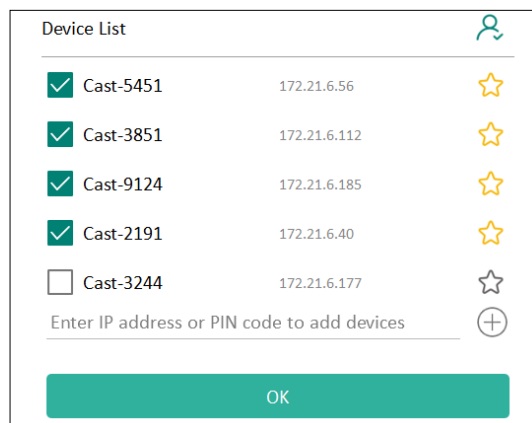 Device List
Cast-5451 172.21.6.56
Cast-3851 172.21.6.112
Cast-9124 172.21.6.185
Cast-2191 172.21.6.40
Cast-3244 172.21.6.177
Enter IP address or PIN code to add devices
OK